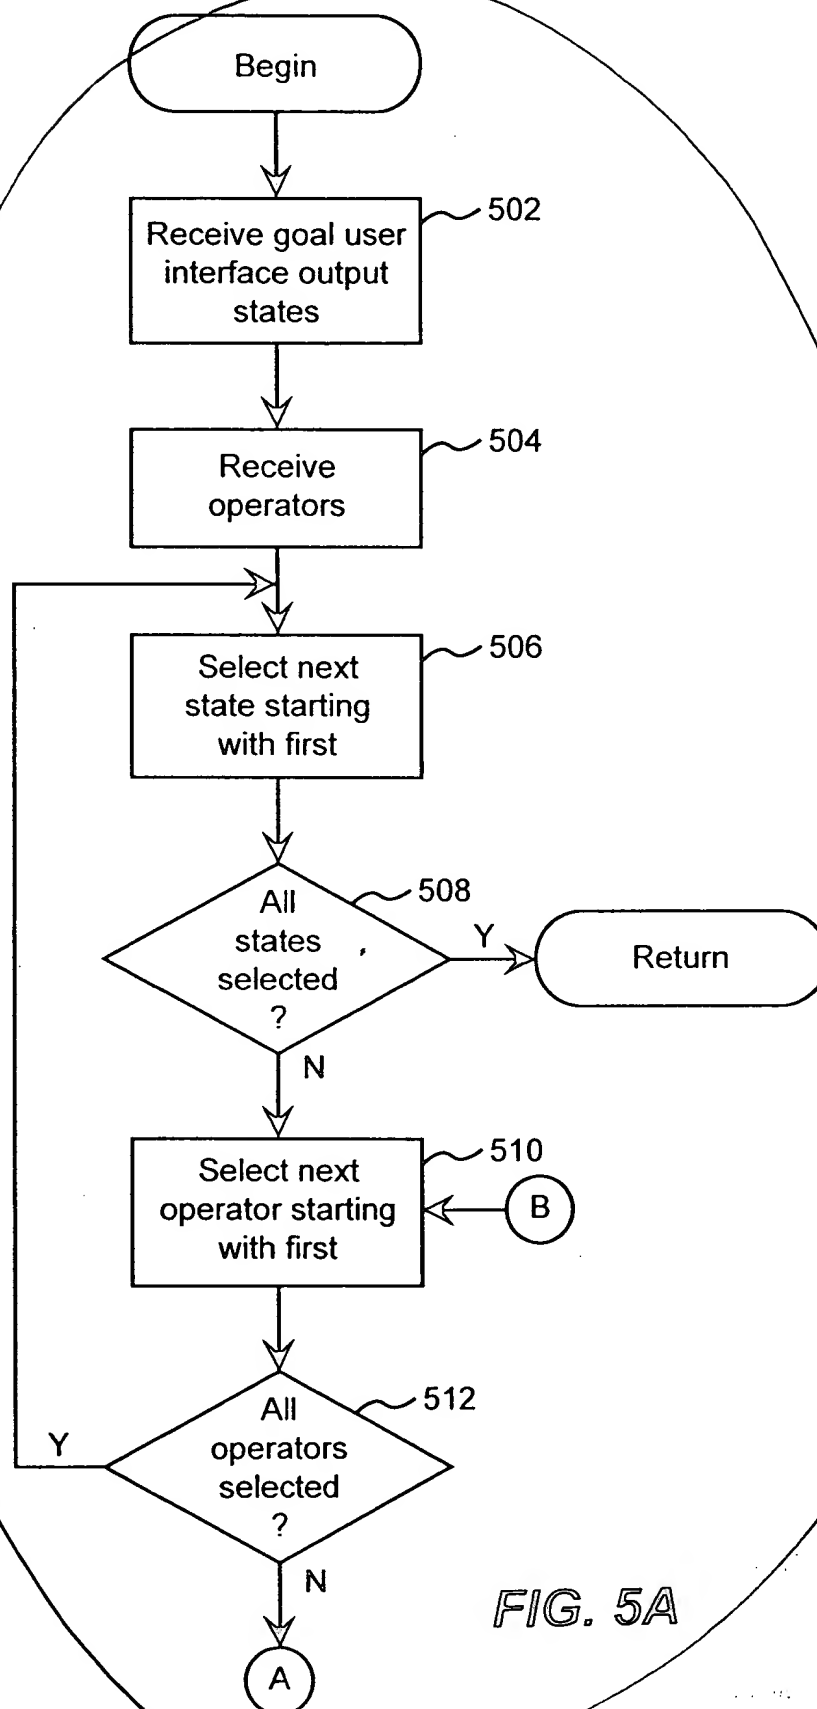 Begin
502
Receive goal user
interface output
states
504
Receive
operators
506
Select next
state starting
with first
508
All
states
selected
?
Y
Return
N
510
Select next
operator starting
with first
B
512
All
operators
selected
?
Y
N
A
FIG. 5A